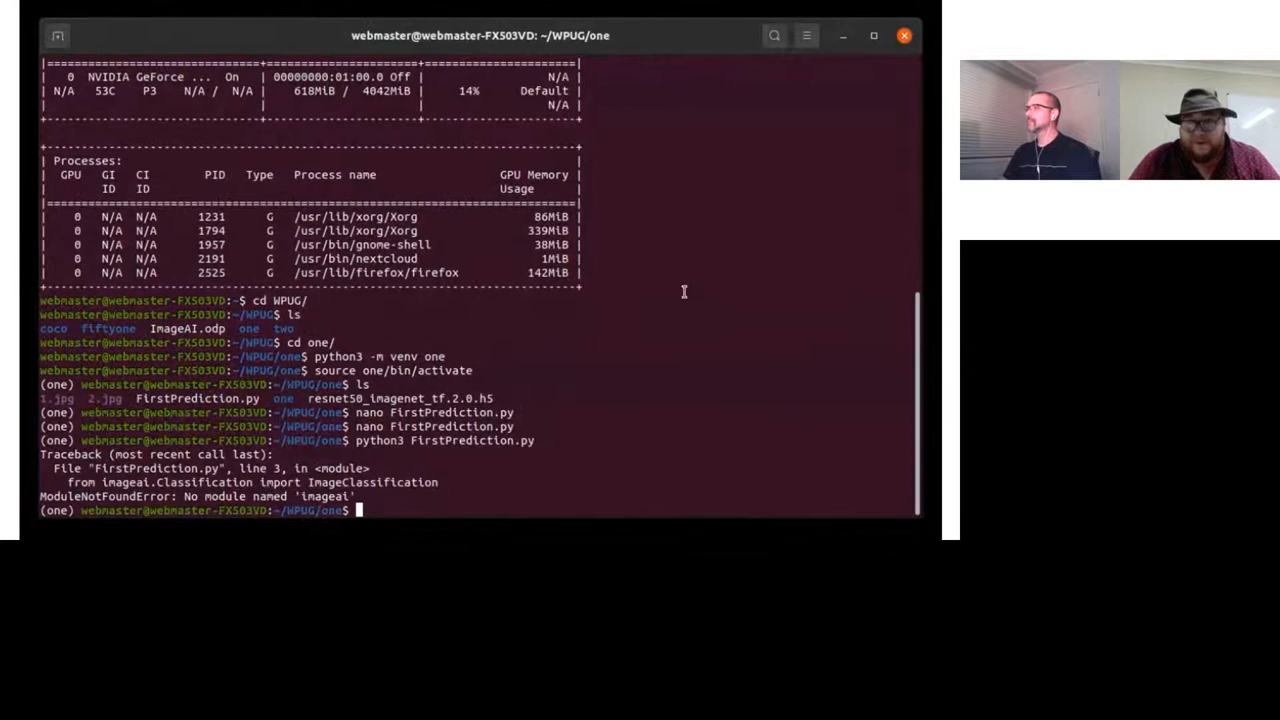 webmaster@webmaster-FX503VD: ~/WPUG/one
|===============================+======================+======================|
|   0  NVIDIA GeForce ...  On   | 00000000:01:00.0 Off |                  N/A |
| N/A   53C    P3    N/A /  N/A |    618MiB /  4042MiB |     14%      Default |
|                               |                      |                  N/A |
+-------------------------------+----------------------+----------------------+
+-----------------------------------------------------------------------------+
| Processes:                                                                  |
|  GPU   GI   CI        PID   Type   Process name                  GPU Memory |
|        ID   ID                                                   Usage      |
|=============================================================================|
|    0   N/A  N/A      1231      G   /usr/lib/xorg/Xorg                 86MiB |
|    0   N/A  N/A      1794      G   /usr/lib/xorg/Xorg                339MiB |
|    0   N/A  N/A      1957      G   /usr/bin/gnome-shell               38MiB |
|    0   N/A  N/A      2191      G   /usr/bin/nextcloud                  1MiB |
|    0   N/A  N/A      2525      G   /usr/lib/firefox/firefox          142MiB |
+-----------------------------------------------------------------------------+
webmaster@webmaster-FX503VD:~$ cd WPUG/
webmaster@webmaster-FX503VD:~/WPUG$ ls
coco  fiftyone  ImageAI.odp  one  two
webmaster@webmaster-FX503VD:~/WPUG$ cd one/
webmaster@webmaster-FX503VD:~/WPUG/one$ python3 -m venv one
webmaster@webmaster-FX503VD:~/WPUG/one$ source one/bin/activate
(one) webmaster@webmaster-FX503VD:~/WPUG/one$ ls
1.jpg  2.jpg  FirstPrediction.py  one  resnet50_imagenet_tf.2.0.h5
(one) webmaster@webmaster-FX503VD:~/WPUG/one$ nano FirstPrediction.py
(one) webmaster@webmaster-FX503VD:~/WPUG/one$ nano FirstPrediction.py
(one) webmaster@webmaster-FX503VD:~/WPUG/one$ python3 FirstPrediction.py
Traceback (most recent call last):
  File "FirstPrediction.py", line 3, in <module>
    from imageai.Classification import ImageClassification
ModuleNotFoundError: No module named 'imageai'
(one) webmaster@webmaster-FX503VD:~/WPUG/one$